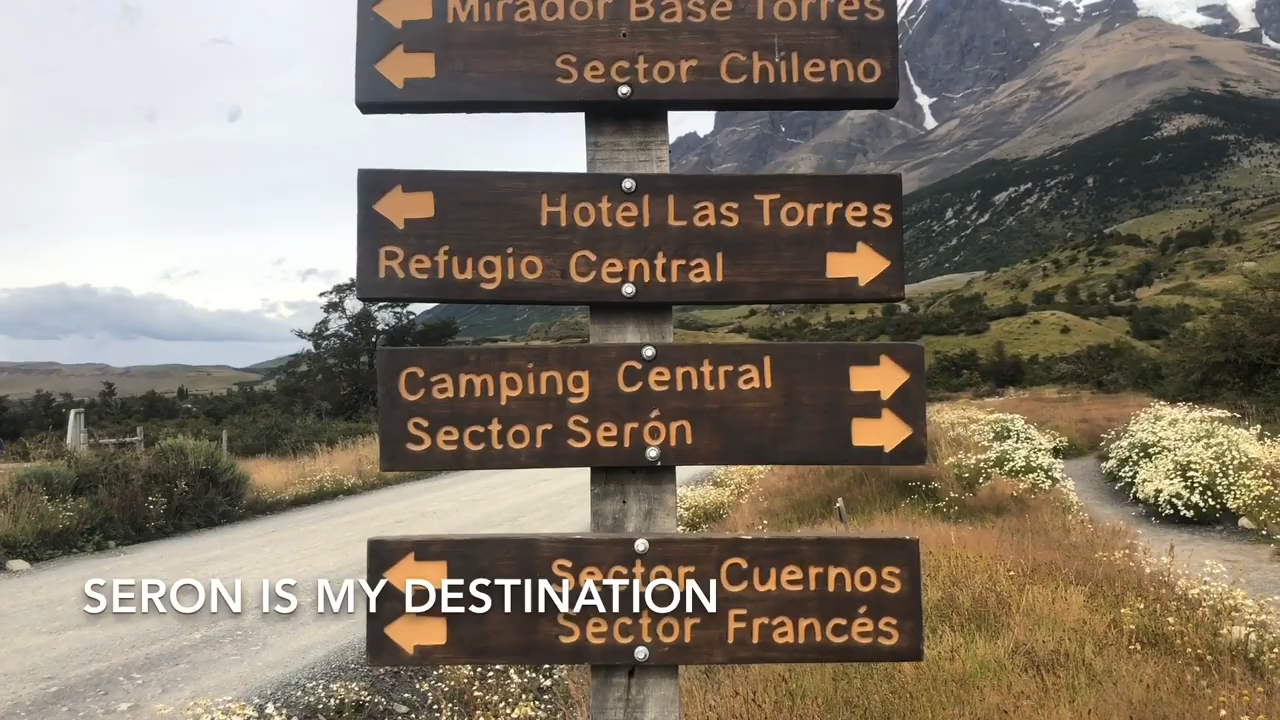 Mirador Base Torres
Sector Chileno
Hotel Las Torres
Refugio Central
Camping Central
Sector Serón
Sector Cuernos
SERON IS MY DESTINATION
Sector Francés